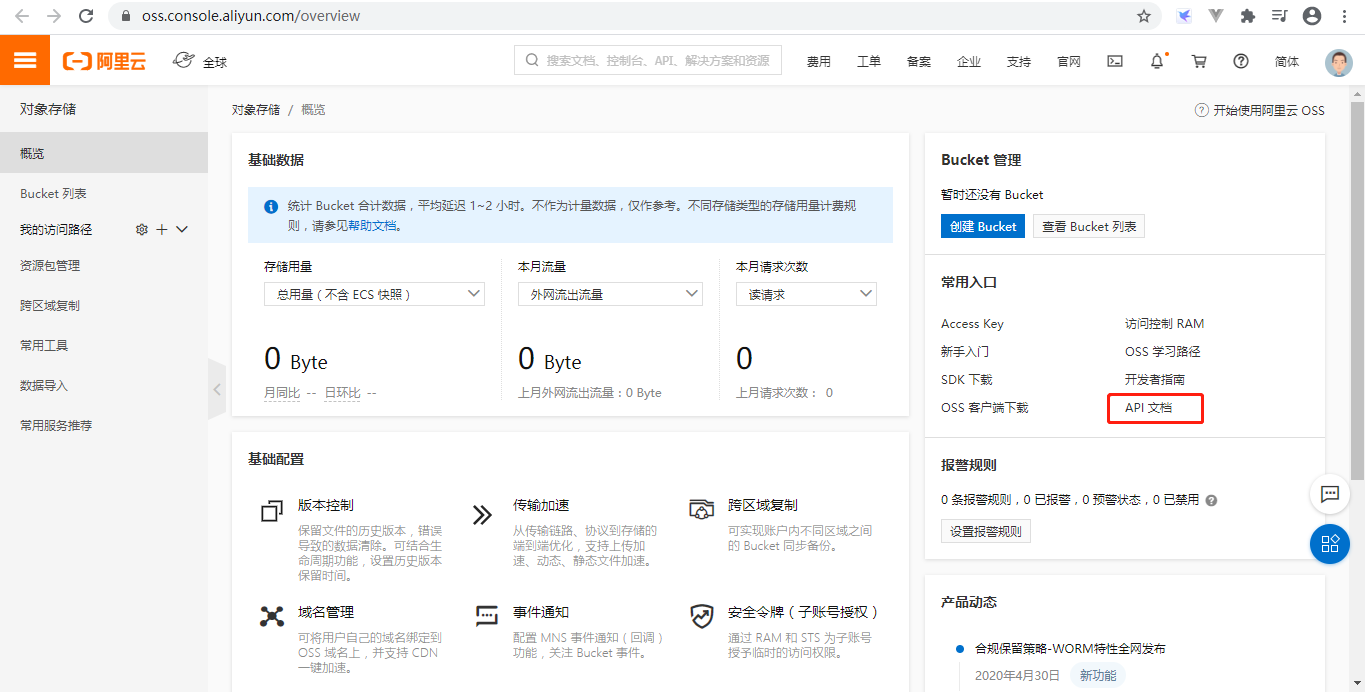 oss.console.aliyun.com/overview
阿里云
全球
搜索文档、控制台、API、解决方案和资源
费用
工单
备案
企业
支持
官网
简体
对象存储
概览
Bucket 列表
我的访问路径
资源包管理
跨区域复制
常用工具
数据导入
常用服务推荐
对象存储 / 概览
开始使用阿里云 OSS
基础数据
统计 Bucket 合计数据，平均延迟 1~2 小时。不作为计量数据，仅作参考。不同存储类型的存储用量计费规
则，请参见帮助文档。
存储用量
总用量（不含 ECS 快照）
0 Byte
月同比 -- 日环比 --
本月流量
外网流出流量
0 Byte
上月外网流出流量：0 Byte
本月请求次数
读请求
0
上月请求次数： 0
基础配置
版本控制
保留文件的历史版本，错误
导致的数据清除。可结合生
命周期功能，设置历史版本
保留时间。
传输加速
从传输链路、协议到存储的
端到端优化，支持上传加
速、动态、静态文件加速。
跨区域复制
可实现账户内不同区域之间
的 Bucket 同步备份。
域名管理
可将用户自己的域名绑定到
OSS 域名上，并支持 CDN
一键加速。
事件通知
配置 MNS 事件通知（回调）
功能，关注 Bucket 事件。
安全令牌（子账号授权）
通过 RAM 和 STS 为子账号
授予临时的访问权限。
Bucket 管理
暂时还没有 Bucket
创建 Bucket
查看 Bucket 列表
常用入口
Access Key
访问控制 RAM
新手入门
OSS 学习路径
SDK 下载
开发者指南
OSS 客户端下载
API 文档
报警规则
0 条报警规则，0 已报警，0 预警状态，0 已禁用
设置报警规则
产品动态
合规保留策略-WORM特性全网发布
2020年4月30日
新功能